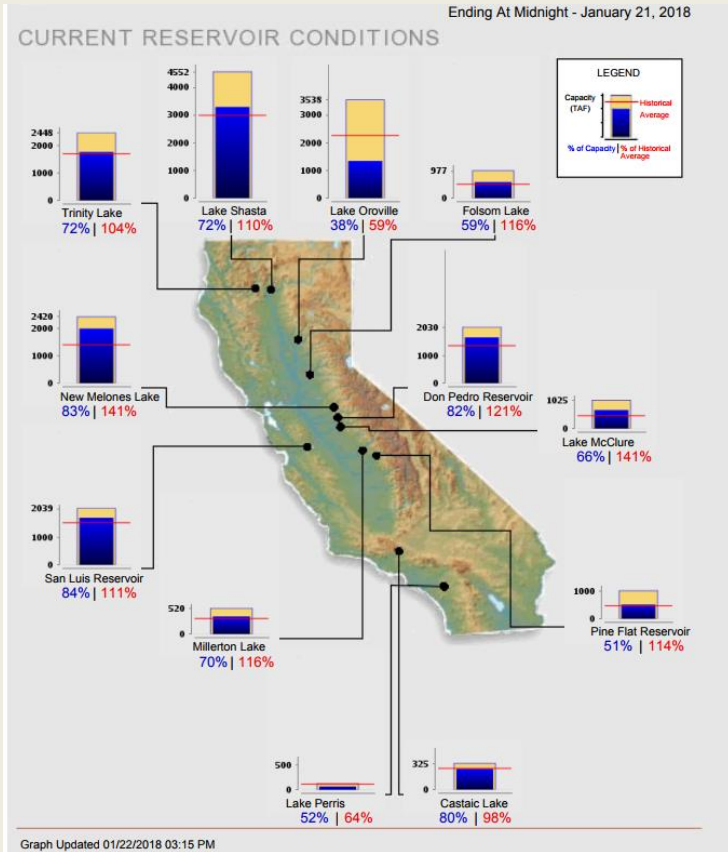 Ending At Midnight - January 21, 2018
CURRENT RESERVOIR CONDITIONS
LEGEND
Capacity
(TAF)
Historical
Average
% of Capacity | % of Historical
Average
2448
2000
1000
0
Trinity Lake
72% | 104%
4552
4000
3000
2000
1000
0
Lake Shasta
72% | 110%
3538
3000
2000
1000
0
Lake Oroville
38% | 59%
977
0
Folsom Lake
59% | 116%
2420
2000
1000
0
New Melones Lake
83% | 141%
2030
1000
0
Don Pedro Reservoir
82% | 121%
1025
0
Lake McClure
66% | 141%
2039
1000
0
San Luis Reservoir
84% | 111%
520
0
Millerton Lake
70% | 116%
1000
0
Pine Flat Reservoir
51% | 114%
500
0
Lake Perris
52% | 64%
325
0
Castaic Lake
80% | 98%
Graph Updated 01/22/2018 03:15 PM